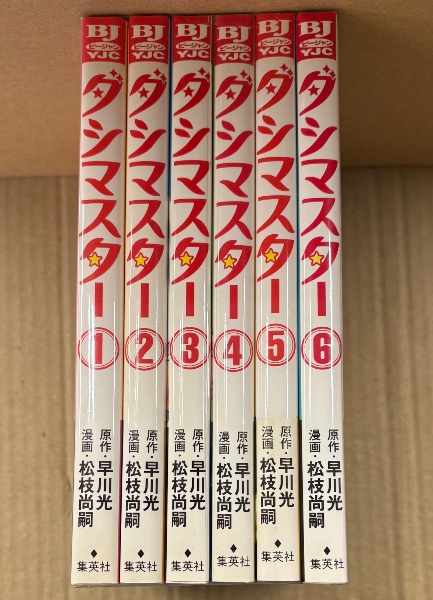 BJ
ビージャン
YJC
ダシマスター
1
原作・早川光
漫画・松枝尚嗣
集英社
BJ
ビージャン
YJC
ダシマスター
2
原作・早川光
漫画・松枝尚嗣
集英社
BJ
ビージャン
YJC
ダシマスター
3
原作・早川光
漫画・松枝尚嗣
集英社
BJ
ビージャン
YJC
ダシマスター
4
原作・早川光
漫画・松枝尚嗣
集英社
BJ
ビージャン
YJC
ダシマスター
5
原作・早川光
漫画・松枝尚嗣
集英社
BJ
ビージャン
YJC
ダシマスター
6
原作・早川光
漫画・松枝尚嗣
集英社